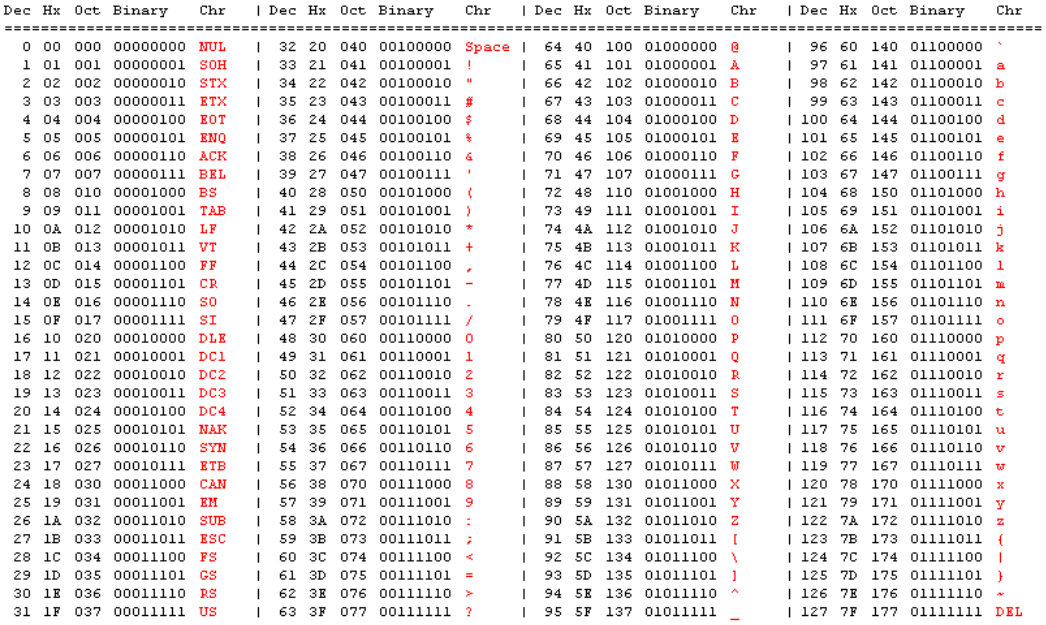 Dec Hx Oct Binary   Chr   | Dec Hx Oct Binary   Chr   | Dec Hx Oct Binary   Chr   | Dec Hx Oct Binary   Chr
=====================================================================================================
  0 00 000 00000000 NUL   |  32 20 040 00100000 Space |  64 40 100 01000000 @     |  96 60 140 01100000 `
  1 01 001 00000001 SOH   |  33 21 041 00100001 !     |  65 41 101 01000001 A     |  97 61 141 01100001 a
  2 02 002 00000010 STX   |  34 22 042 00100010 "     |  66 42 102 01000010 B     |  98 62 142 01100010 b
  3 03 003 00000011 ETX   |  35 23 043 00100011 #     |  67 43 103 01000011 C     |  99 63 143 01100011 c
  4 04 004 00000100 EOT   |  36 24 044 00100100 $     |  68 44 104 01000100 D     | 100 64 144 01100100 d
  5 05 005 00000101 ENQ   |  37 25 045 00100101 %     |  69 45 105 01000101 E     | 101 65 145 01100101 e
  6 06 006 00000110 ACK   |  38 26 046 00100110 &     |  70 46 106 01000110 F     | 102 66 146 01100110 f
  7 07 007 00000111 BEL   |  39 27 047 00100111 '     |  71 47 107 01000111 G     | 103 67 147 01100111 g
  8 08 010 00001000 BS    |  40 28 050 00101000 (     |  72 48 110 01001000 H     | 104 68 150 01101000 h
  9 09 011 00001001 TAB   |  41 29 051 00101001 )     |  73 49 111 01001001 I     | 105 69 151 01101001 i
 10 0A 012 00001010 LF    |  42 2A 052 00101010 *     |  74 4A 112 01001010 J     | 106 6A 152 01101010 j
 11 0B 013 00001011 VT    |  43 2B 053 00101011 +     |  75 4B 113 01001011 K     | 107 6B 153 01101011 k
 12 0C 014 00001100 FF    |  44 2C 054 00101100 ,     |  76 4C 114 01001100 L     | 108 6C 154 01101100 l
 13 0D 015 00001101 CR    |  45 2D 055 00101101 -     |  77 4D 115 01001101 M     | 109 6D 155 01101101 m
 14 0E 016 00001110 SO    |  46 2E 056 00101110 .     |  78 4E 116 01001110 N     | 110 6E 156 01101110 n
 15 0F 017 00001111 SI    |  47 2F 057 00101111 /     |  79 4F 117 01001111 O     | 111 6F 157 01101111 o
 16 10 020 00010000 DLE   |  48 30 060 00110000 0     |  80 50 120 01010000 P     | 112 70 160 01110000 p
 17 11 021 00010001 DC1   |  49 31 061 00110001 1     |  81 51 121 01010001 Q     | 113 71 161 01110001 q
 18 12 022 00010010 DC2   |  50 32 062 00110010 2     |  82 52 122 01010010 R     | 114 72 162 01110010 r
 19 13 023 00010011 DC3   |  51 33 063 00110011 3     |  83 53 123 01010011 S     | 115 73 163 01110011 s
 20 14 024 00010100 DC4   |  52 34 064 00110100 4     |  84 54 124 01010100 T     | 116 74 164 01110100 t
 21 15 025 00010101 NAK   |  53 35 065 00110101 5     |  85 55 125 01010101 U     | 117 75 165 01110101 u
 22 16 026 00010110 SYN   |  54 36 066 00110110 6     |  86 56 126 01010110 V     | 118 76 166 01110110 v
 23 17 027 00010111 ETB   |  55 37 067 00110111 7     |  87 57 127 01010111 W     | 119 77 167 01110111 w
 24 18 030 00011000 CAN   |  56 38 070 00111000 8     |  88 58 130 01011000 X     | 120 78 170 01111000 x
 25 19 031 00011001 EM    |  57 39 071 00111001 9     |  89 59 131 01011001 Y     | 121 79 171 01111001 y
 26 1A 032 00011010 SUB   |  58 3A 072 00111010 :     |  90 5A 132 01011010 Z     | 122 7A 172 01111010 z
 27 1B 033 00011011 ESC   |  59 3B 073 00111011 ;     |  91 5B 133 01011011 [     | 123 7B 173 01111011 {
 28 1C 034 00011100 FS    |  60 3C 074 00111100 <     |  92 5C 134 01011100 \     | 124 7C 174 01111100 |
 29 1D 035 00011101 GS    |  61 3D 075 00111101 =     |  93 5D 135 01011101 ]     | 125 7D 175 01111101 }
 30 1E 036 00011110 RS    |  62 3E 076 00111110 >     |  94 5E 136 01011110 ^     | 126 7E 176 01111110 ~
 31 1F 037 00011111 US    |  63 3F 077 00111111 ?     |  95 5F 137 01011111 _     | 127 7F 177 01111111 DEL